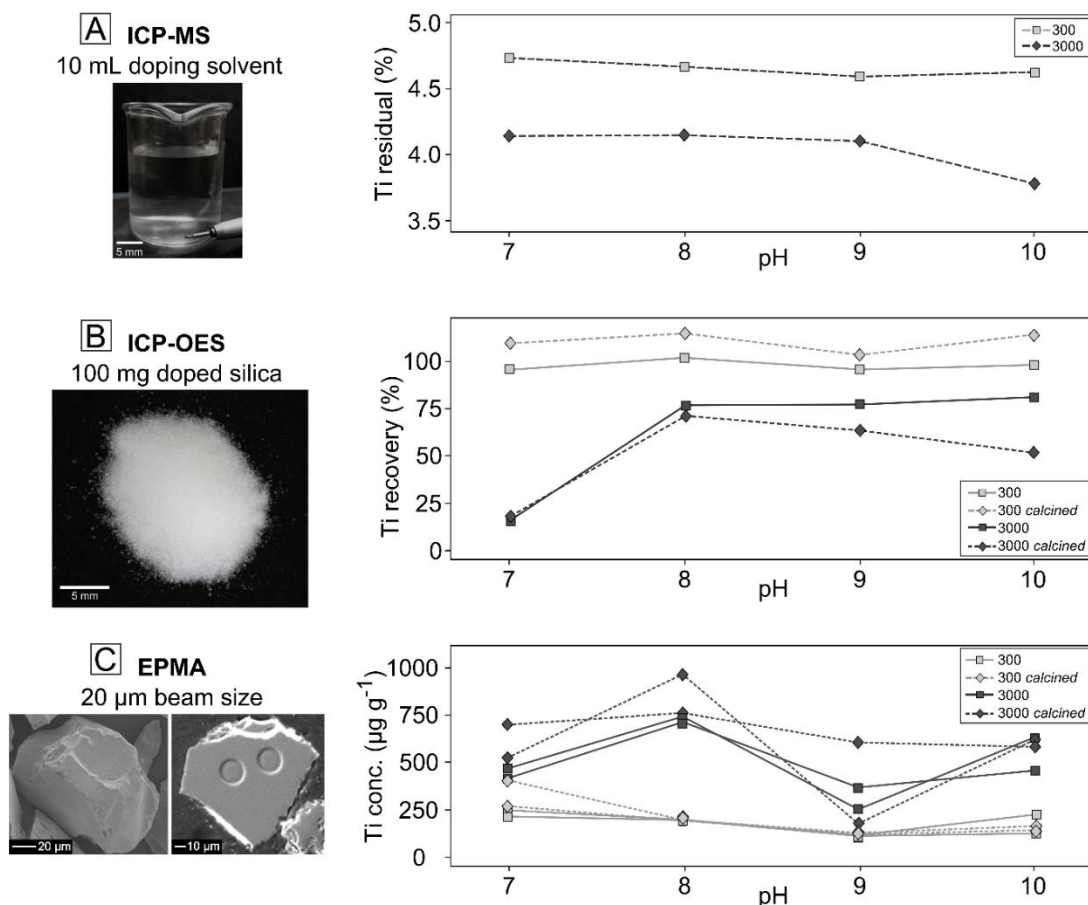 A ICP-MS
10 mL doping solvent
5 mm
5.0
4.5
4.0
3.5
Ti residual (%)
7 8 9 10
pH
300
3000
B ICP-OES
100 mg doped silica
5 mm
100
75
50
25
0
Ti recovery (%)
7 8 9 10
pH
300
300 calcined
3000
3000 calcined
C EPMA
20 µm beam size
20 µm
10 µm
1000
750
500
250
0
Ti conc. (µg g⁻¹)
7 8 9 10
pH
300
300 calcined
3000
3000 calcined